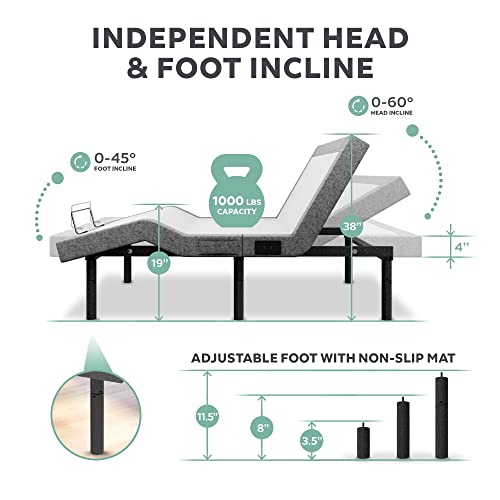 INDEPENDENT HEAD
& FOOT INCLINE
0-45°
FOOT INCLINE
1000 LBS
CAPACITY
0-60°
HEAD INCLINE
38"
4"
19"
ADJUSTABLE FOOT WITH NON-SLIP MAT
11.5"
8"
3.5"